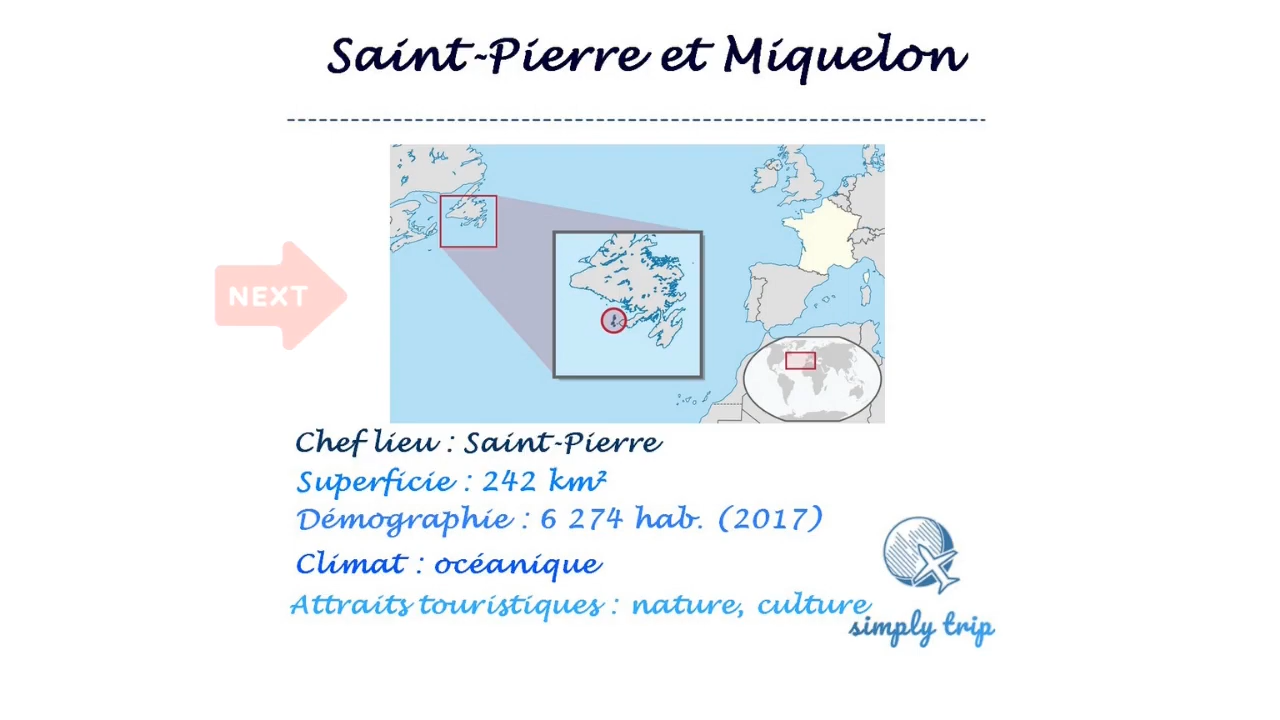 Saint-Pierre et Miquelon
NEXT
Chef lieu : Saint-Pierre
Superficie : 242 km²
Démographie : 6 274 hab. (2017)
Climat : océanique
Attraits touristiques : nature, culture
simply trip